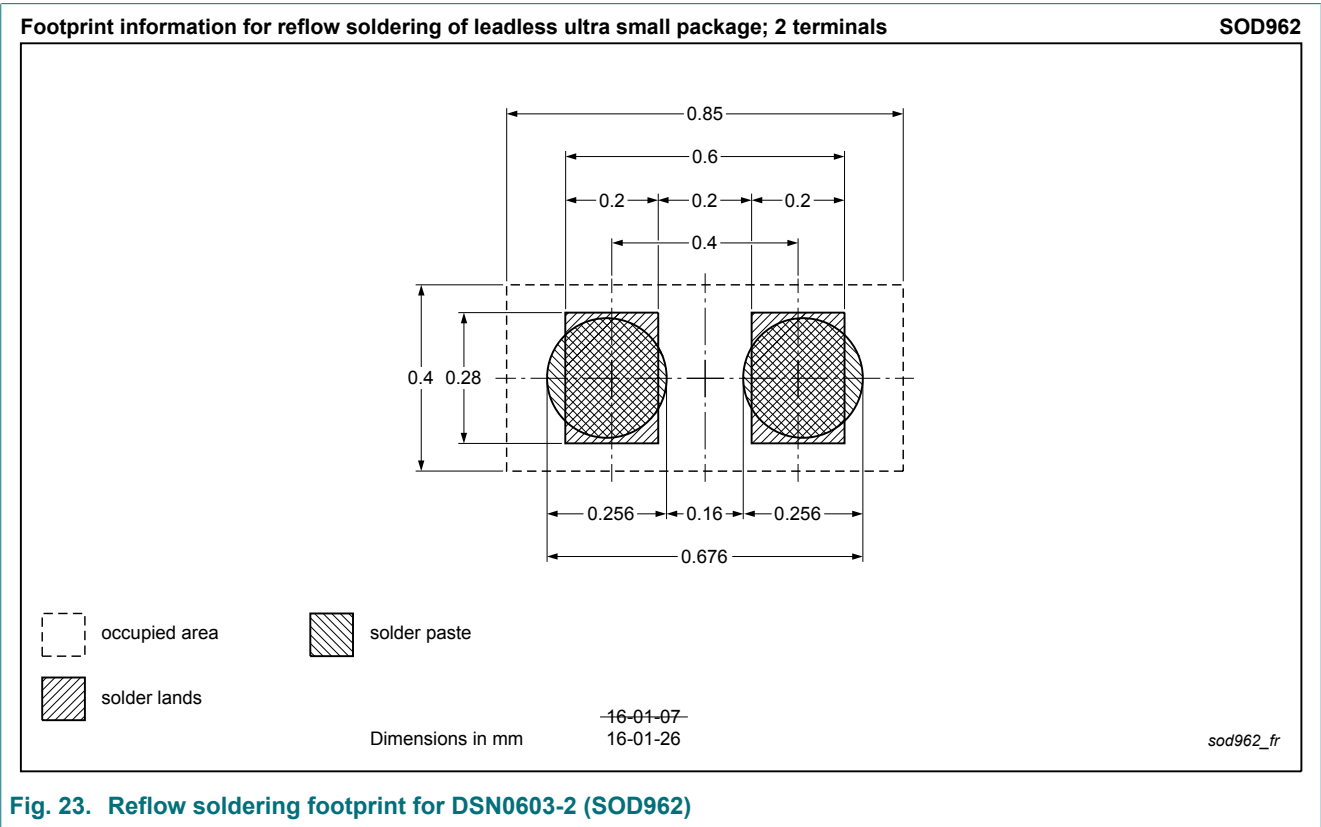 Footprint information for reflow soldering of leadless ultra small package; 2 terminals SOD962
0.85
0.6
0.2 0.2 0.2
0.4
0.4 0.28
0.256 0.16 0.256
0.676
occupied area solder paste
solder lands
16-01-07
Dimensions in mm 16-01-26 sod962_fr
Fig. 23. Reflow soldering footprint for DSN0603-2 (SOD962)